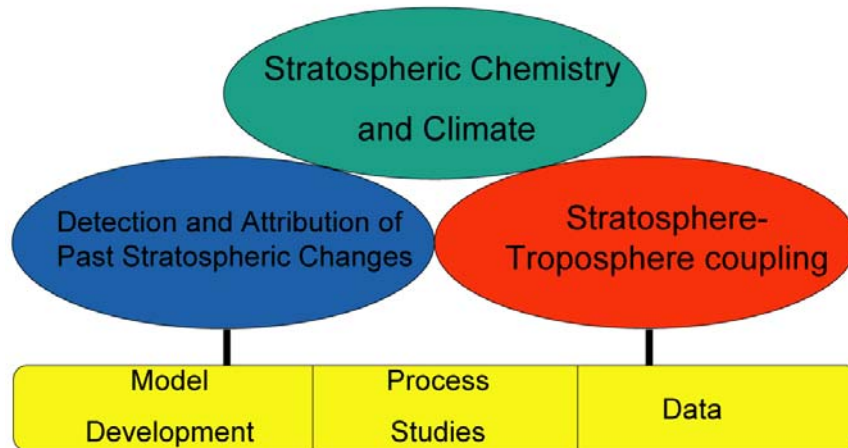 Stratospheric Chemistry
and Climate
Detection and Attribution of
Past Stratospheric Changes
Stratosphere-
Troposphere coupling
Model
Development
Process
Studies
Data